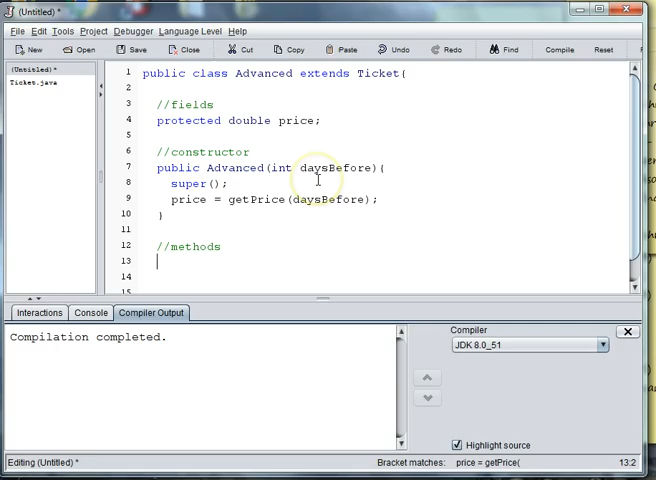 (Untitled) *
File Edit Tools Project Debugger Language Level Help
New Open Save Close Cut Copy Paste Undo Redo Find Compile Reset
(Untitled) *
Ticket.java
1 public class Advanced extends Ticket{
2
3 //fields
4 protected double price;
5
6 //constructor
7 public Advanced(int daysBefore){
8 super();
9 price = getPrice(daysBefore);
10 }
11
12 //methods
13
14
15
Interactions Console Compiler Output
Compilation completed.
Compiler
JDK 8.0_51
Highlight source
Editing (Untitled) * Bracket matches: price = getPrice( 13:2